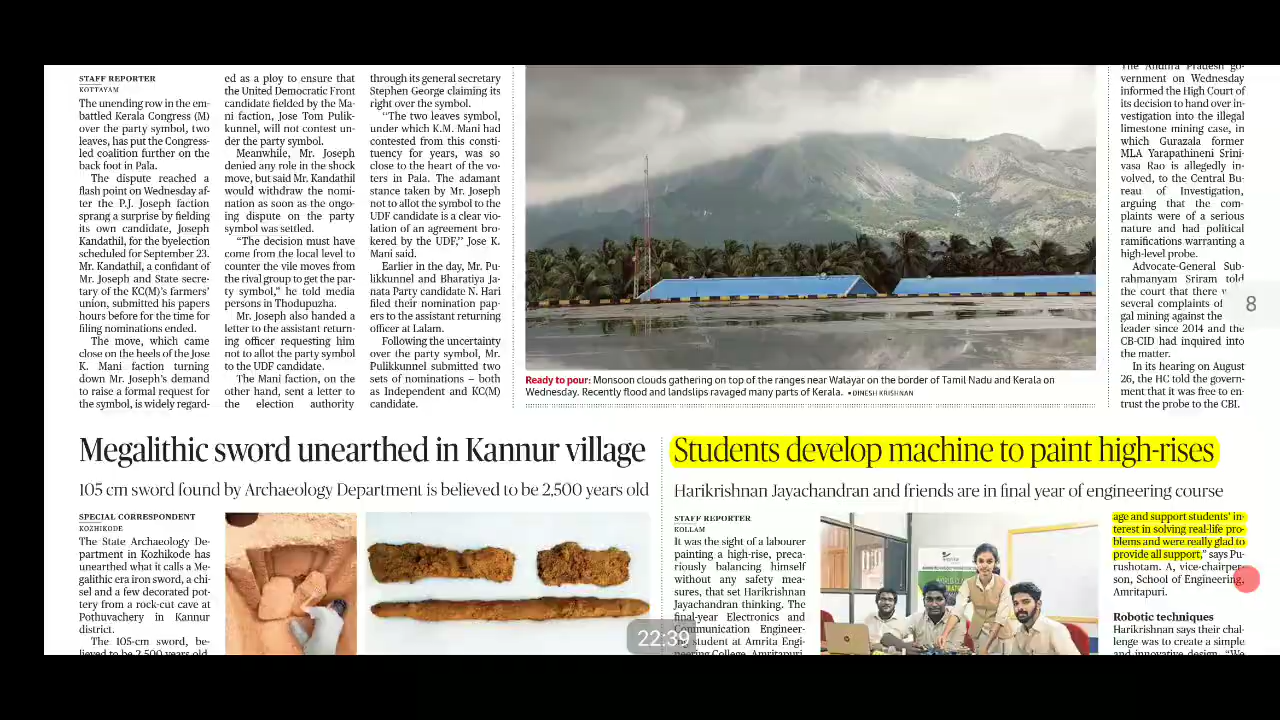 STAFF REPORTER
KOTTAYAM
The unending row in the em-
battled Kerala Congress (M)
over the party symbol, two
leaves, has put the Congress-
led coalition further on the
back foot in Pala.
The dispute reached a
flash point on Wednesday af-
ter the P.J. Joseph faction
sprang a surprise by fielding
its own candidate, Joseph
Kandathil, for the byelection
scheduled for September 23.
Mr. Kandathil, a confidant of
Mr. Joseph and State secre-
tary of the KC(M)'s farmers'
union, submitted his papers
hours before for the time for
filing nominations ended.
The move, which came
close on the heels of the Jose
K. Mani faction turning
down Mr. Joseph's demand
to raise a formal request for
the symbol, is widely regard-
ed as a ploy to ensure that
the United Democratic Front
candidate fielded by the Ma-
ni faction, Jose Tom Pulik-
kunnel, will not contest un-
der the party symbol.
Meanwhile, Mr. Joseph
denied any role in the shock
move, but said Mr. Kandathil
would withdraw the nomi-
nation as soon as the ongo-
ing dispute on the party
symbol was settled.
"The decision must have
come from the local level to
counter the vile moves from
the rival group to get the par-
ty symbol," he told media
persons in Thodupuzha.
Mr. Joseph also handed a
letter to the assistant return-
ing officer requesting him
not to allot the party symbol
to the UDF candidate.
The Mani faction, on the
other hand, sent a letter to
the election authority
through its general secretary
Stephen George claiming its
right over the symbol.
"The two leaves symbol,
under which K.M. Mani had
contested from this consti-
tuency for years, was so
close to the heart of the vo-
ters in Pala. The adamant
stance taken by Mr. Joseph
not to allot the symbol to the
UDF candidate is a clear vio-
lation of an agreement bro-
kered by the UDF," Jose K.
Mani said.
Earlier in the day, Mr. Pu-
likkunnel and Bharatiya Ja-
nata Party candidate N. Hari
filed their nomination pap-
ers to the assistant returning
officer at Lalam.
Following the uncertainty
over the party symbol, Mr.
Pulikkunnel submitted two
sets of nominations – both
as Independent and KC(M)
candidate.
Ready to pour: Monsoon clouds gathering on top of the ranges near Walayar on the border of Tamil Nadu and Kerala on
Wednesday. Recently flood and landslips ravaged many parts of Kerala. • DINESH KRISHNAN
The Andhra Pradesh go-
vernment on Wednesday
informed the High Court of
its decision to hand over in-
vestigation into the illegal
limestone mining case, in
which Gurazala former
MLA Yarapathineni Srini-
vasa Rao is allegedly in-
volved, to the Central Bu-
reau of Investigation,
arguing that the com-
plaints were of a serious
nature and had political
ramifications warranting a
high-level probe.
Advocate-General Sub-
rahmanyam Sriram told
the court that there
several complaints of
gal mining against the
leader since 2014 and the
CB-CID had inquired into
the matter.
In its hearing on August
26, the HC told the govern-
ment that it was free to en-
trust the probe to the CBI.
8
Megalithic sword unearthed in Kannur village
105 cm sword found by Archaeology Department is believed to be 2,500 years old
SPECIAL CORRESPONDENT
KOZHIKODE
The State Archaeology De-
partment in Kozhikode has
unearthed what it calls a Me-
galithic era iron sword, a chi-
sel and a few decorated pot-
tery from a rock-cut cave at
Pothuvachery in Kannur
district.
The 105-cm sword, be-
lieved to be 2,500 years old,
Students develop machine to paint high-rises
Harikrishnan Jayachandran and friends are in final year of engineering course
STAFF REPORTER
KOLLAM
It was the sight of a labourer
painting a high-rise, preca-
riously balancing himself
without any safety mea-
sures, that set Harikrishnan
Jayachandran thinking. The
final-year Electronics and
Communication Engineer-
student at Amrita Engi-
neering College, Amritapuri,
22:39
age and support students' in-
terest in solving real-life pro-
blems and were really glad to
provide all support," says Pu-
rushotam. A, vice-chairper-
son, School of Engineering,
Amritapuri.
Robotic techniques
Harikrishnan says their chal-
lenge was to create a simple
and innovative design. "We